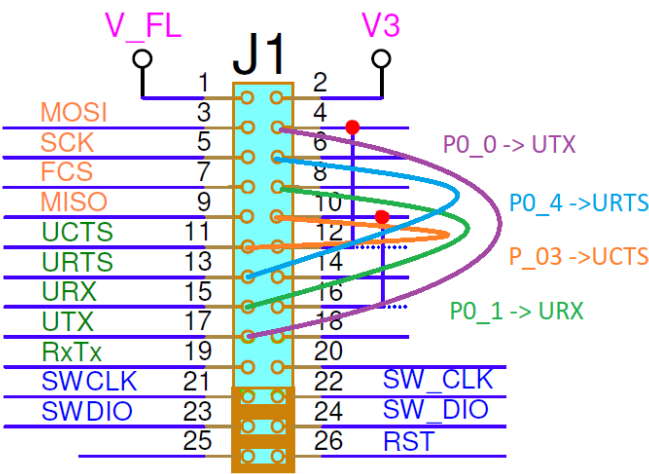 V_FL J1 V3
1 2
MOSI 3 4
SCK 5 6 P0_0 -> UTX
FCS 7 8
MISO 9 10 P0_4 ->URTS
UCTS 11 12
URTS 13 14 P_03 ->UCTS
URX 15 16 P0_1 -> URX
UTX 17 18
RxTx 19 20
SWCLK 21 22 SW_CLK
SWDIO 23 24 SW_DIO
25 26 RST